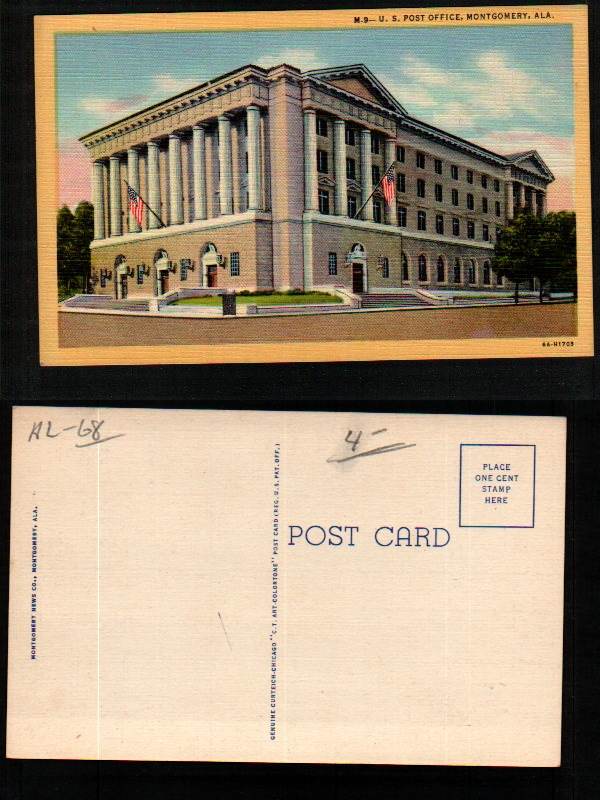 M-9—U. S. POST OFFICE, MONTGOMERY, ALA.
6A-H1703
AL-68
4-
PLACE
ONE CENT
STAMP
HERE
POST CARD
MONTGOMERY NEWS CO., MONTGOMERY, ALA.
GENUINE CURTEICH-CHICAGO "C.T. ART-COLORTONE" POST CARD (REG. U.S. PAT. OFF.)